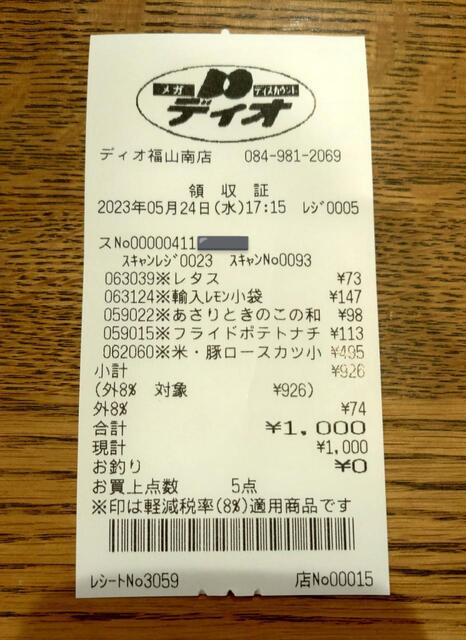 メガ ディスカウント
ディオ
ディオ福山南店 084-981-2069
領収証
2023年05月24日(水)17:15 ﾚｼﾞ0005
スNo00000411
ｽｷｬﾝﾚｼﾞ0023 ｽｷｬﾝNo0093
063039※レタス ¥73
063124※輸入ﾚﾓﾝ小袋 ¥147
059022※あさりときのこの和 ¥98
059015※フライドポテトナチ ¥113
062060※米・豚ロースカツ小 ¥495
小計 ¥926
(外8% 対象 ¥926)
外8% ¥74
合計 ¥1,000
現計 ¥1,000
お釣り ¥0
お買上点数 5点
※印は軽減税率(8%)適用商品です
ﾚｼｰﾄNo3059 店No00015